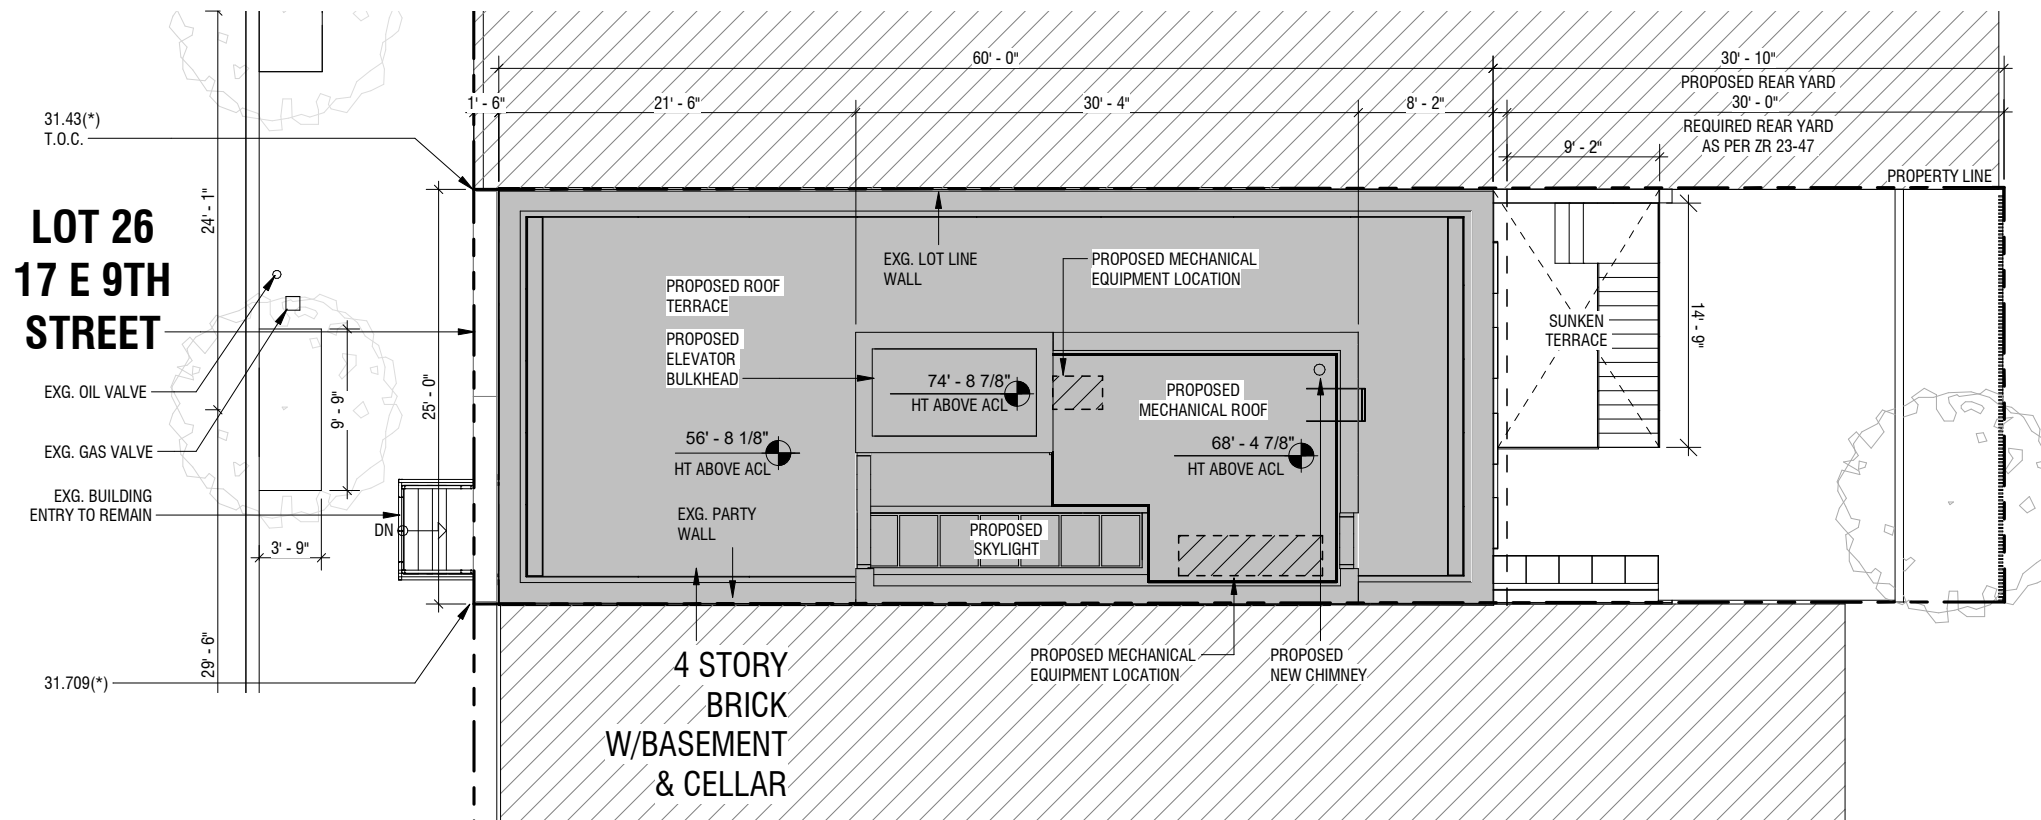 60' - 0"
30' - 10"
PROPOSED REAR YARD
1' - 6"
21' - 6"
30' - 4"
8' - 2"
30' - 0"
REQUIRED REAR YARD
AS PER ZR 23-47
9' - 2"
PROPERTY LINE
31.43(*)
T.O.C.
24' - 1"
LOT 26
17 E 9TH
STREET
EXG. OIL VALVE
EXG. GAS VALVE
EXG. BUILDING
ENTRY TO REMAIN
9' - 9"
3' - 9"
25' - 0"
DN
29' - 6"
31.709(*)
EXG. LOT LINE
WALL
PROPOSED MECHANICAL
EQUIPMENT LOCATION
PROPOSED ROOF
TERRACE
PROPOSED
ELEVATOR
BULKHEAD
74' - 8 7/8"
HT ABOVE ACL
PROPOSED
MECHANICAL ROOF
56' - 8 1/8"
HT ABOVE ACL
68' - 4 7/8"
HT ABOVE ACL
SUNKEN
TERRACE
14' - 9"
EXG. PARTY
WALL
PROPOSED
SKYLIGHT
4 STORY
BRICK
W/BASEMENT
& CELLAR
PROPOSED MECHANICAL
EQUIPMENT LOCATION
PROPOSED
NEW CHIMNEY